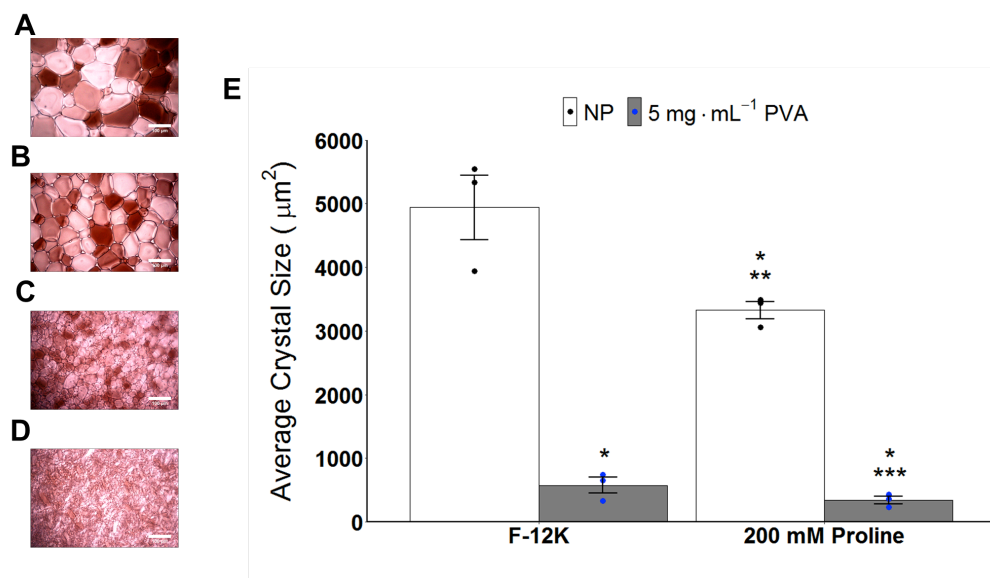 A
B
C
D
E
NP
5 mg · mL⁻¹ PVA
Average Crystal Size ( μm²)
6000
5000
4000
3000
2000
1000
0
*
*
**
*
***
F-12K
200 mM Proline